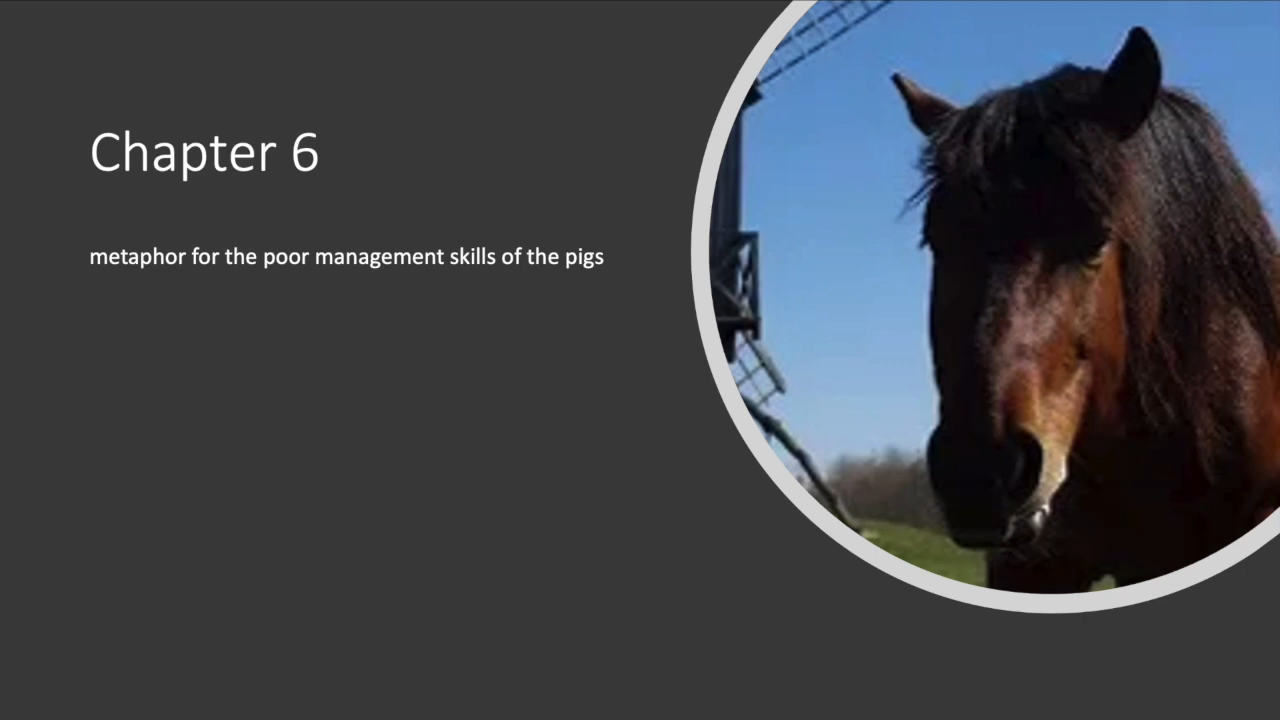 Chapter 6
metaphor for the poor management skills of the pigs